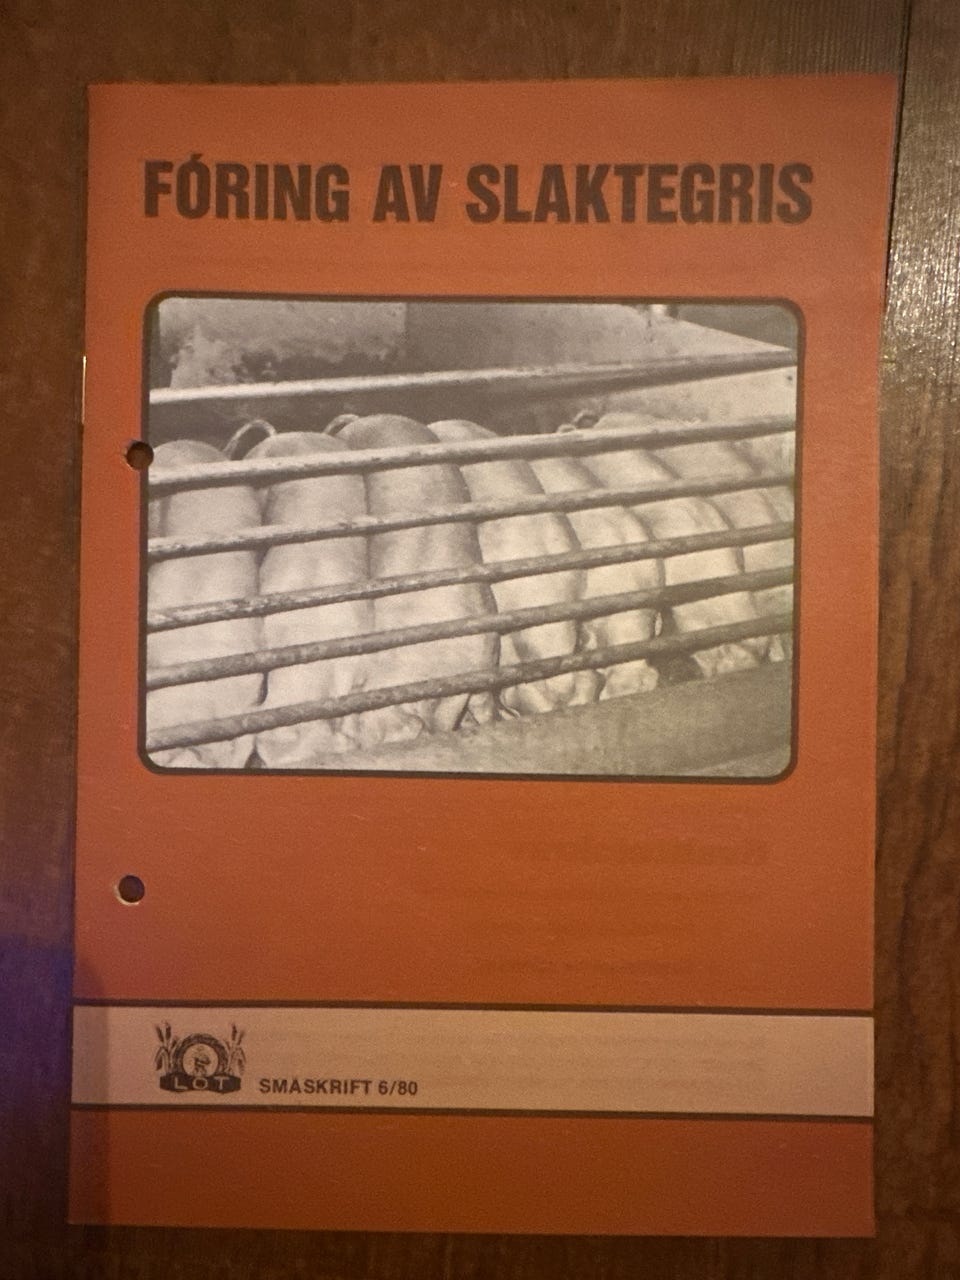 FÓRING AV SLAKTEGRIS
LOT
SMÅSKRIFT 6/80